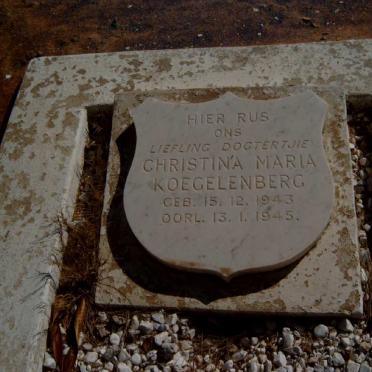 HIER RUS
ONS
LIEFLING DOGTERTJIE
CHRISTINA MARIA
KOEGELENBERG
GEB. 15. 12. 1943
OORL. 13. 1. 1945.